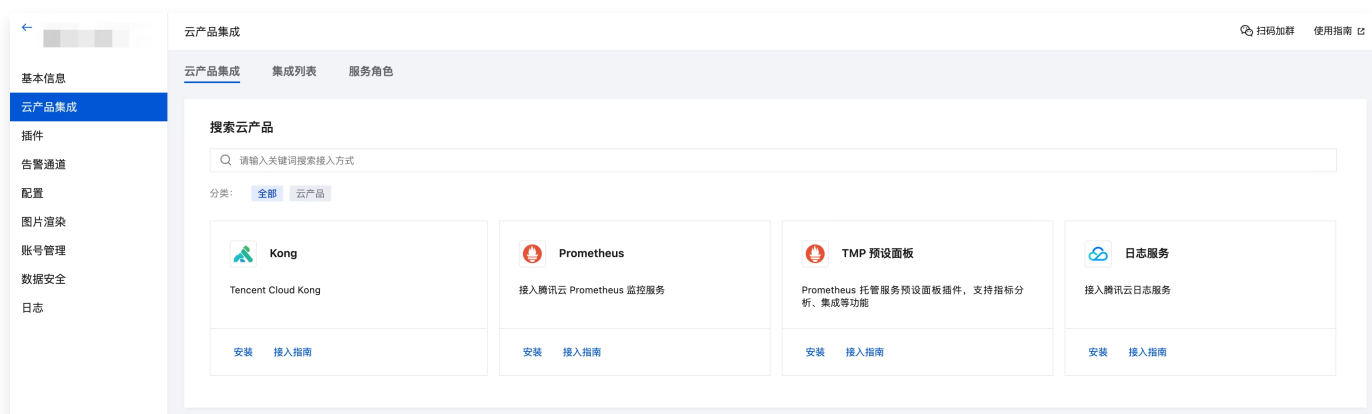 云产品集成
扫码加群
使用指南
基本信息
云产品集成
插件
告警通道
配置
图片渲染
账号管理
数据安全
日志
云产品集成
集成列表
服务角色
搜索云产品
请输入关键词搜索接入方式
分类：
全部
云产品
Kong
Tencent Cloud Kong
安装
接入指南
Prometheus
接入腾讯云 Prometheus 监控服务
安装
接入指南
TMP 预设面板
Prometheus 托管服务预设面板插件，支持指标分
析、集成等功能
安装
接入指南
日志服务
接入腾讯云日志服务
安装
接入指南